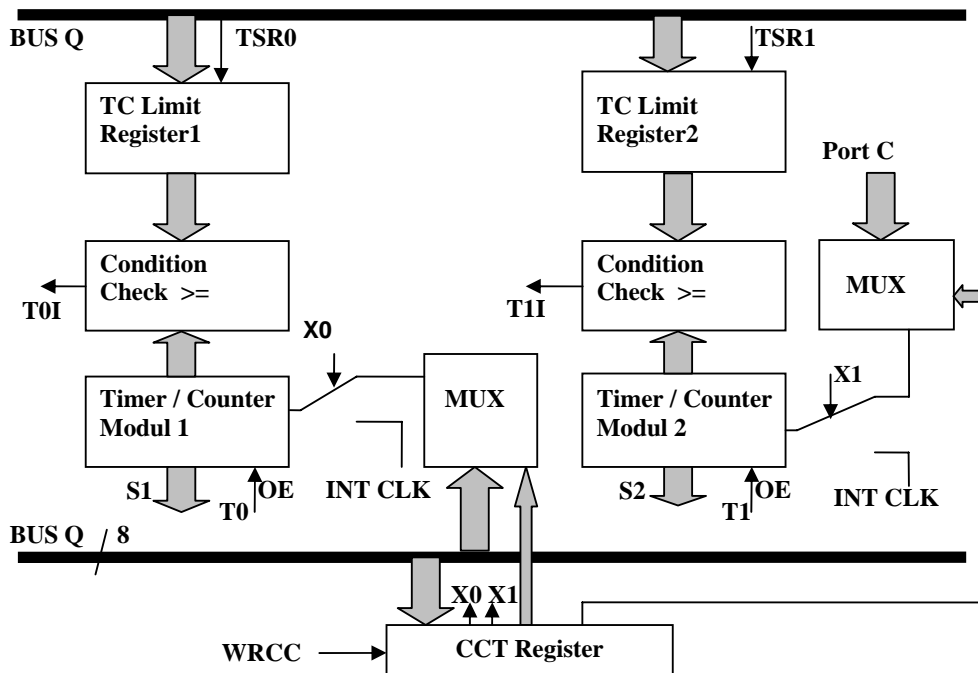 BUS Q
TSR0
TSR1
TC Limit
Register1
TC Limit
Register2
Port C
Condition
Check >=
T0I
Condition
Check >=
T1I
MUX
X0
X1
Timer / Counter
Modul 1
MUX
Timer / Counter
Modul 2
S1
T0
OE
INT CLK
S2
T1
OE
INT CLK
BUS Q
8
X0 X1
WRCC
CCT Register